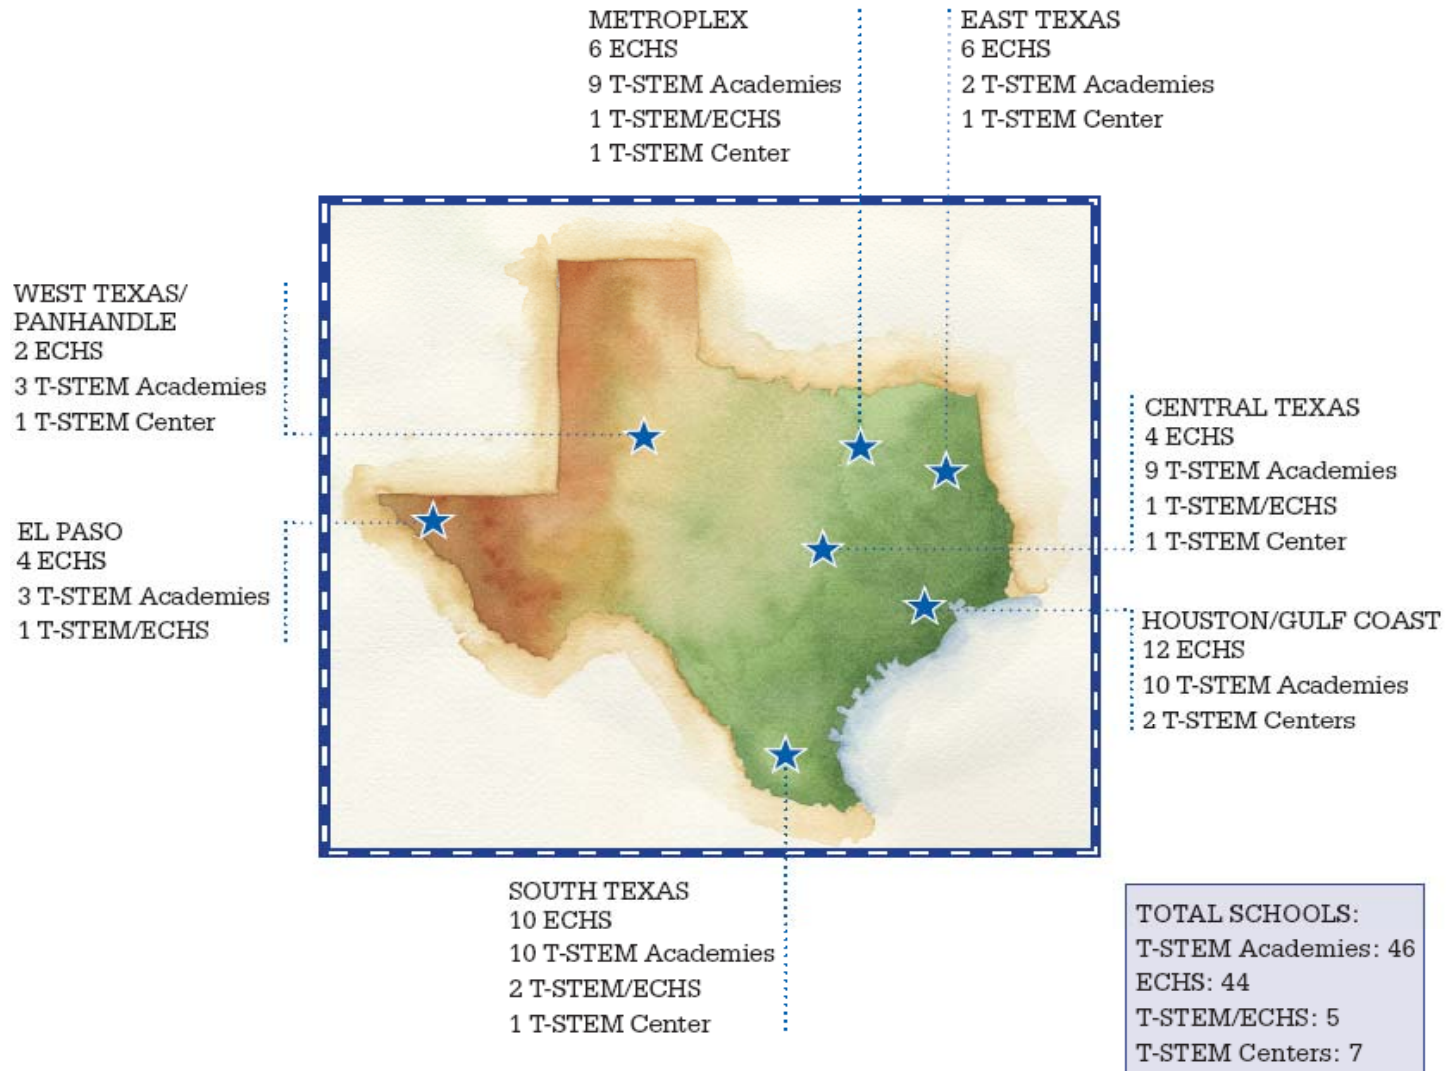 METROPLEX
6 ECHS
9 T-STEM Academies
1 T-STEM/ECHS
1 T-STEM Center
EAST TEXAS
6 ECHS
2 T-STEM Academies
1 T-STEM Center
WEST TEXAS/
PANHANDLE
2 ECHS
3 T-STEM Academies
1 T-STEM Center
EL PASO
4 ECHS
3 T-STEM Academies
1 T-STEM/ECHS
CENTRAL TEXAS
4 ECHS
9 T-STEM Academies
1 T-STEM/ECHS
1 T-STEM Center
HOUSTON/GULF COAST
12 ECHS
10 T-STEM Academies
2 T-STEM Centers
SOUTH TEXAS
10 ECHS
10 T-STEM Academies
2 T-STEM/ECHS
1 T-STEM Center
TOTAL SCHOOLS:
T-STEM Academies: 46
ECHS: 44
T-STEM/ECHS: 5
T-STEM Centers: 7